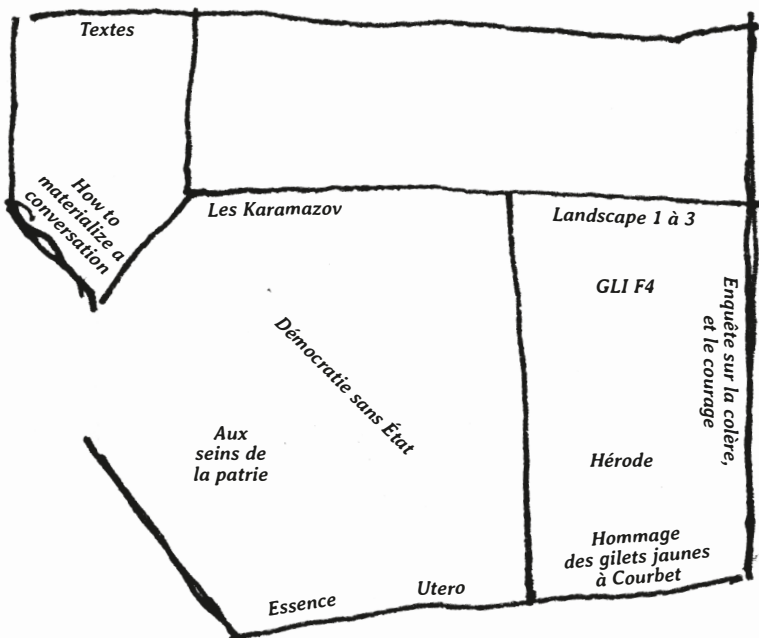 Textes
How to
materialize a
conversation
Les Karamazov
Landscape 1 à 3
GLI F4
Enquête sur la colère,
et le courage
Démocratie sans État
Aux
seins de
la patrie
Hérode
Hommage
des gilets jaunes
à Courbet
Essence
Utero